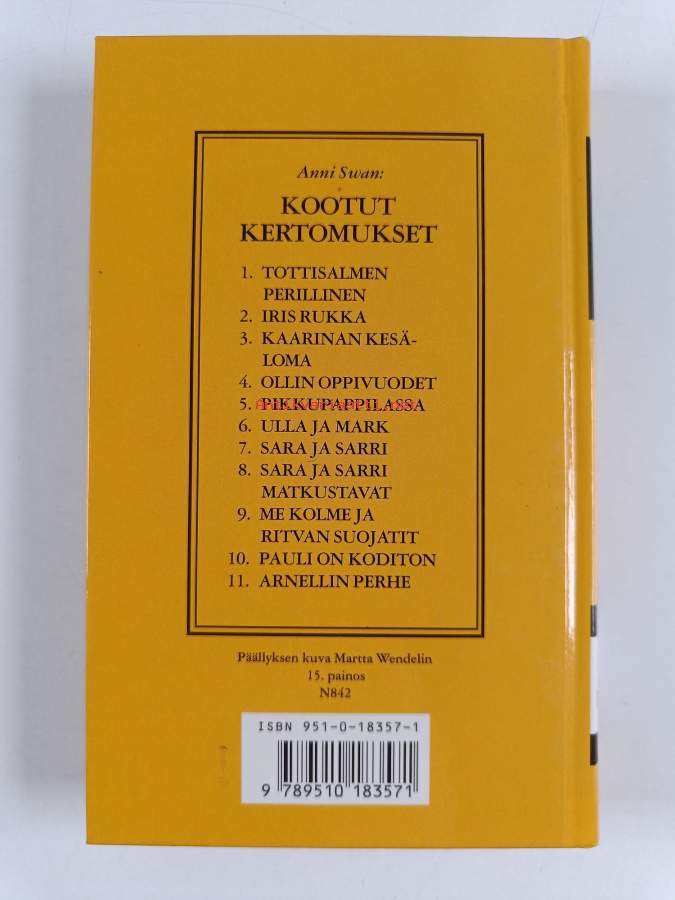 Anni Swan:
KOOTUT
KERTOMUKSET
1. TOTTISALMEN
PERILLINEN
2. IRIS RUKKA
3. KAARINAN KESÄ-
LOMA
4. OLLIN OPPIVUODET
5. PIKKUPAPPILASSA
6. ULLA JA MARK
7. SARA JA SARRI
8. SARA JA SARRI
MATKUSTAVAT
9. ME KOLME JA
RITVAN SUOJATIT
10. PAULI ON KODITON
11. ARNELLIN PERHE
Päällyksen kuva Martta Wendelin
15. painos
N842
ISBN 951-0-18357-1
9 789510 183571